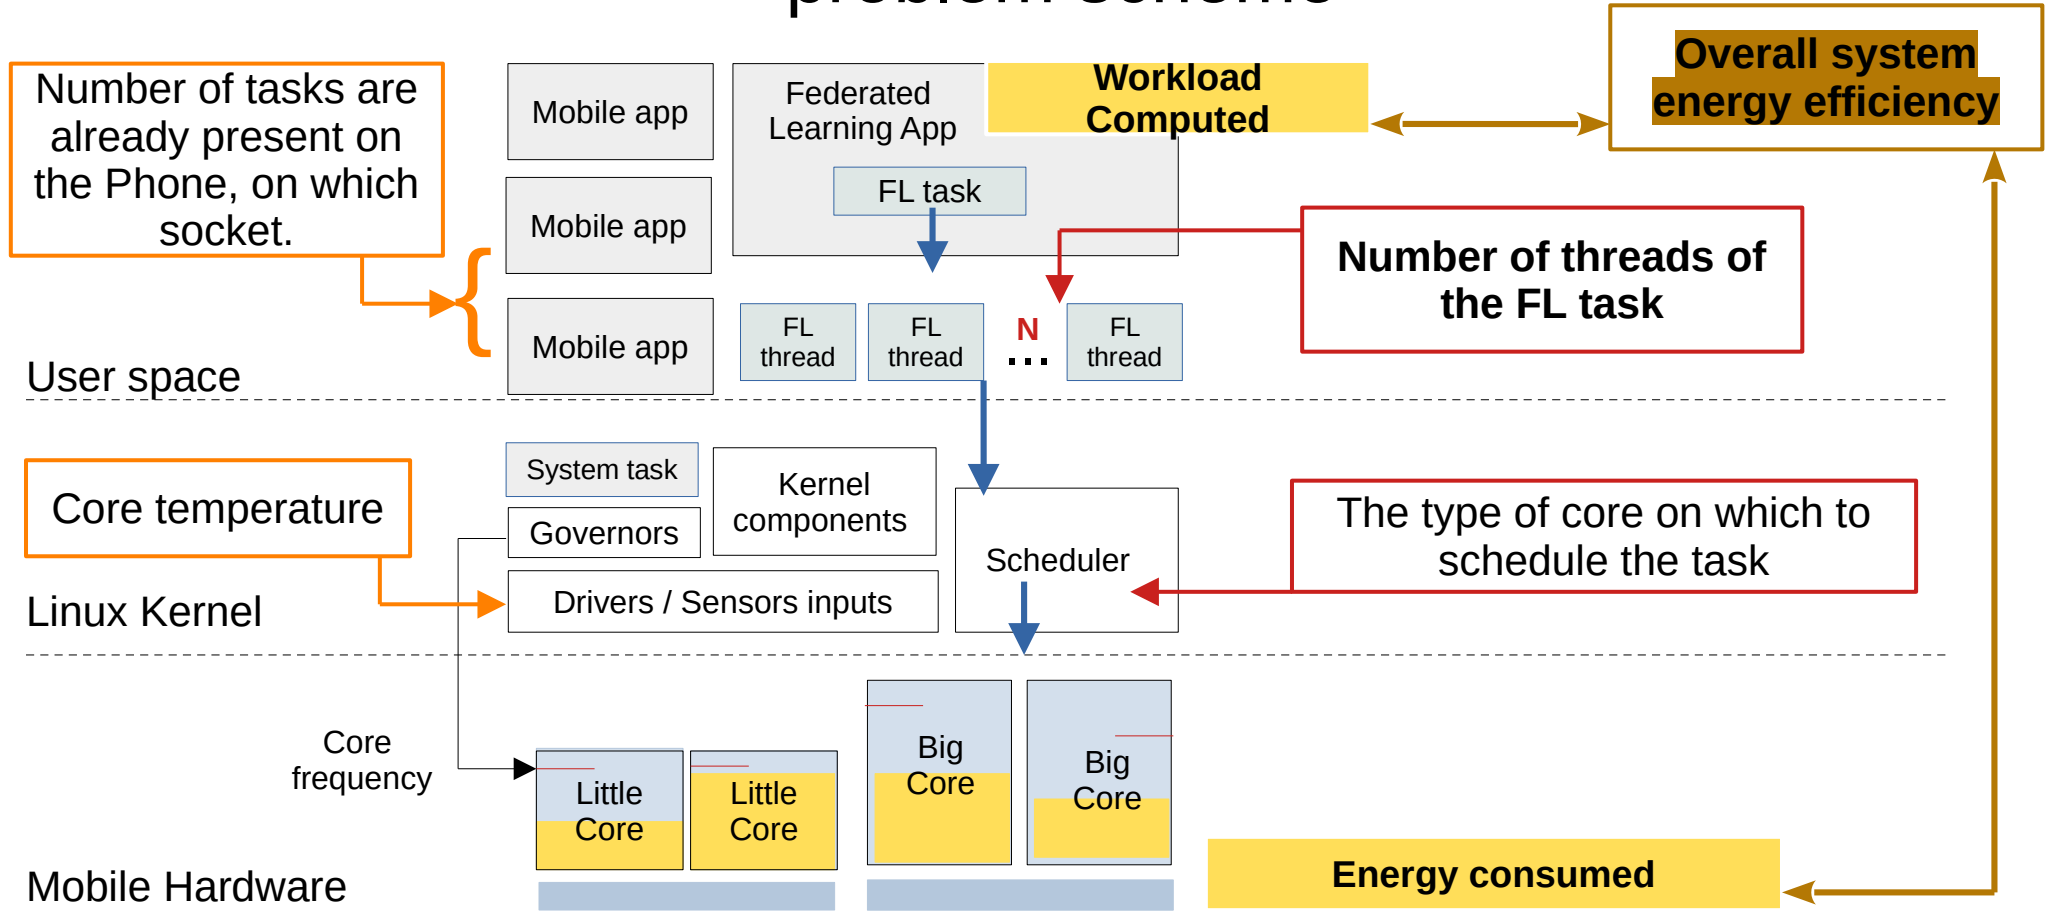 problem scheme
Number of tasks are
already present on
the Phone, on which
socket.
{
Mobile app
Mobile app
Mobile app
Federated
Learning App
Workload
Computed
FL task
Overall system
energy efficiency
Number of threads of
the FL task
FL
thread
FL
thread
N
...
FL
thread
User space
Core temperature
System task
Governors
Kernel
components
Drivers / Sensors inputs
Scheduler
The type of core on which to
schedule the task
Linux Kernel
Core
frequency
Little
Core
Little
Core
Big
Core
Big
Core
Energy consumed
Mobile Hardware